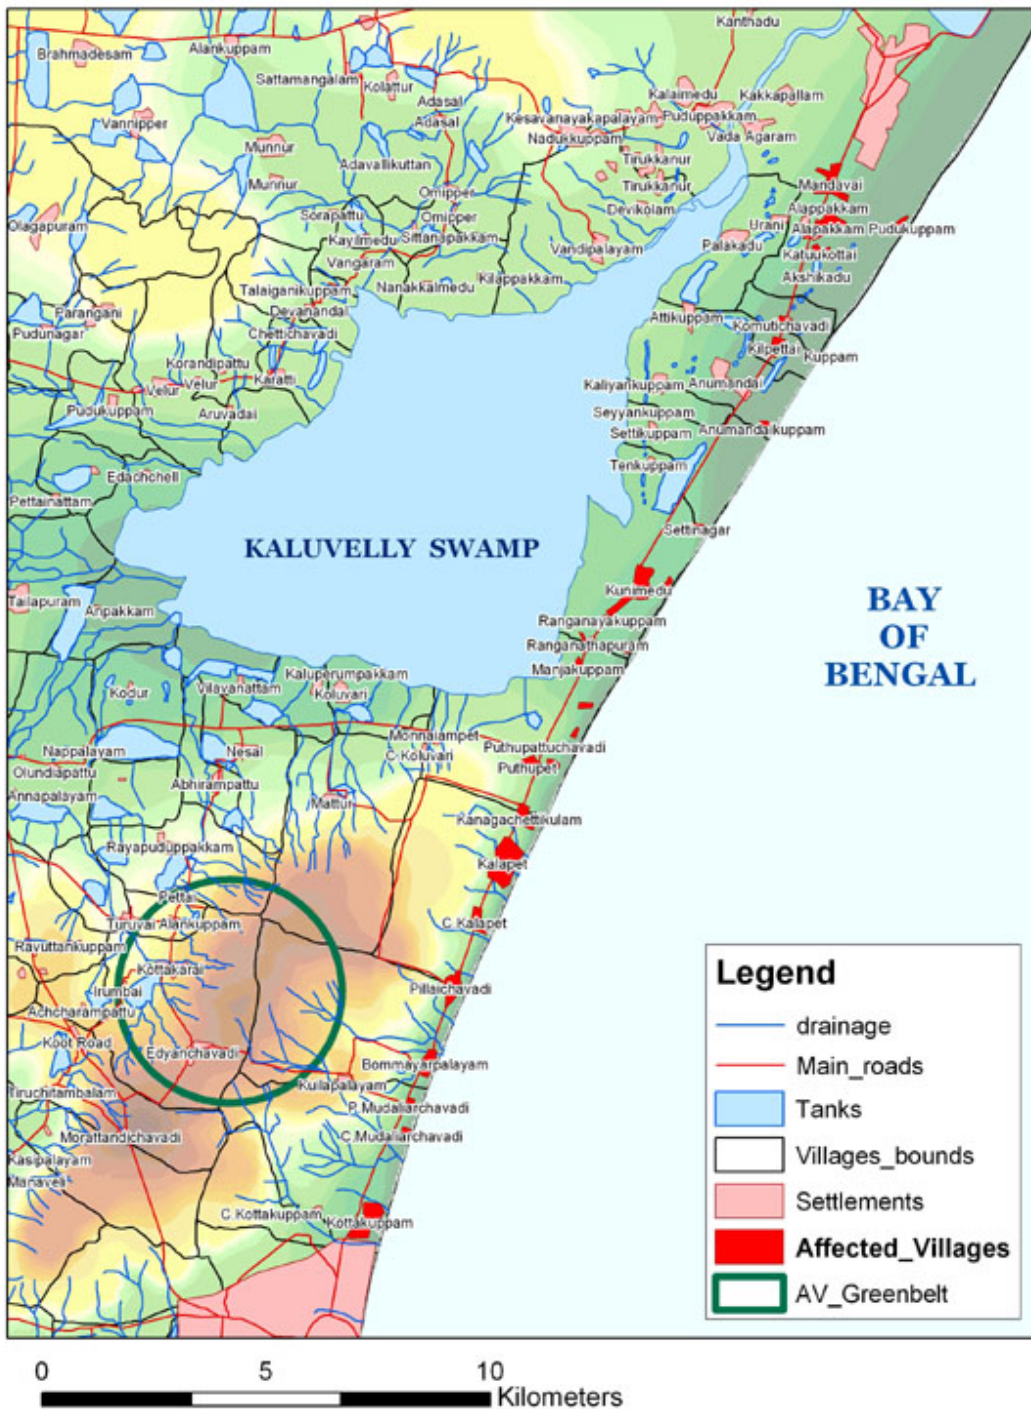 Kanthadu
Brahmadesam
Alankuppam
Sattamangalam
Kolattur
Adasal
Adasal
Kalaimedu
Kakkapallam
Kesavanayakapalayam
Puduppakkam
Vannipper
Nadukkuppam
Vada Agaram
Munnur
Adavallikuttan
Tirukkanur
Munnur
Tirukkanur
Mandavai
Omipper
Sorapattu
Omipper
Devikolam
Alappakkam
Olagapuram
Kayilmedu
Sittanapakkam
Urani
Alapakkam
Pudukuppam
Vangaram
Vandipalayam
Palakadu
Katuukottai
Talaiganikuppam
Nanakkalmedu
Kilappakkam
Akshikadu
Parangani
Devanandal
Attikuppam
Pudunagar
Chettichavadi
Komutichavadi
Kilpettai
Kuppam
Korandipattu
Velur
Velur
Karatti
Kaliyankuppam
Anumandai
Pudukuppam
Aruvadai
Seyyankuppam
Settikuppam
Anumandaikuppam
Tenkuppam
Edachchell
Pettainattam
Settinagar
KALUVELLY SWAMP
BAY
OF
BENGAL
Tailapuram
Anpakkam
Kunimedu
Ranganayakuppam
Ranganathapuram
Manjakuppam
Kaluperumpakkam
Kodur
Vilavanattam
Koluvari
Monnaiampet
Nappalayam
Nesal
C.Koluvari
Puthupattuchavadi
Olundiapattu
Abhirampattu
Puthupet
Annapalayam
Mattur
Kanagachettikulam
Rayapuduppakkam
Kalapet
Pettai
Turuvai
Alankuppam
C.Kalapet
Ravuttankuppam
Kottakarai
Irumbai
Pillaichavadi
Achcharampattu
Koot Road
Edyanchavadi
Bommayarpalayam
Tiruchitambalam
Kuilapalayam
P.Mudaliarchavadi
Morattandichavadi
C.Mudaliarchavadi
Kasipalayam
Manaveli
C.Kottakuppam
Kottakuppam
Legend
drainage
Main_roads
Tanks
Villages_bounds
Settlements
Affected_Villages
AV_Greenbelt
0 5 10
Kilometers